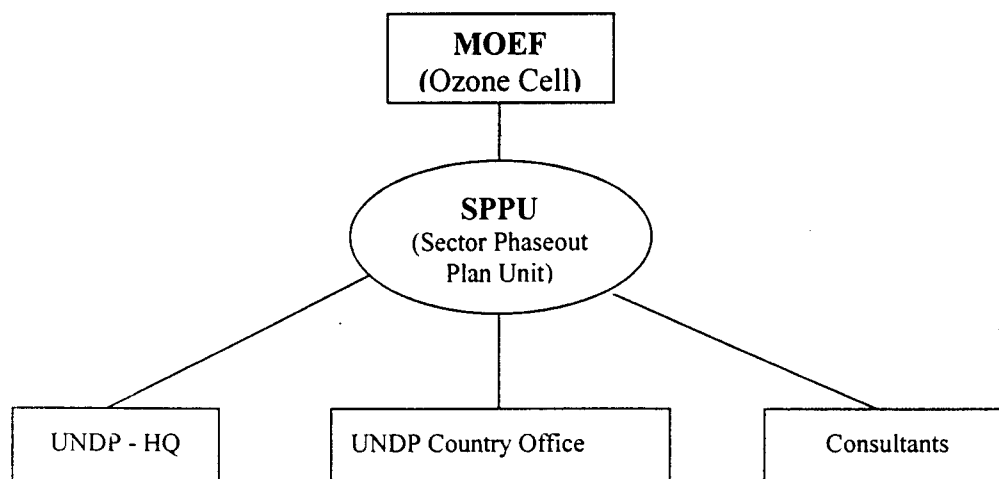 MOEF
(Ozone Cell)
SPPU
(Sector Phaseout
Plan Unit)
UNDP - HQ
UNDP Country Office
Consultants